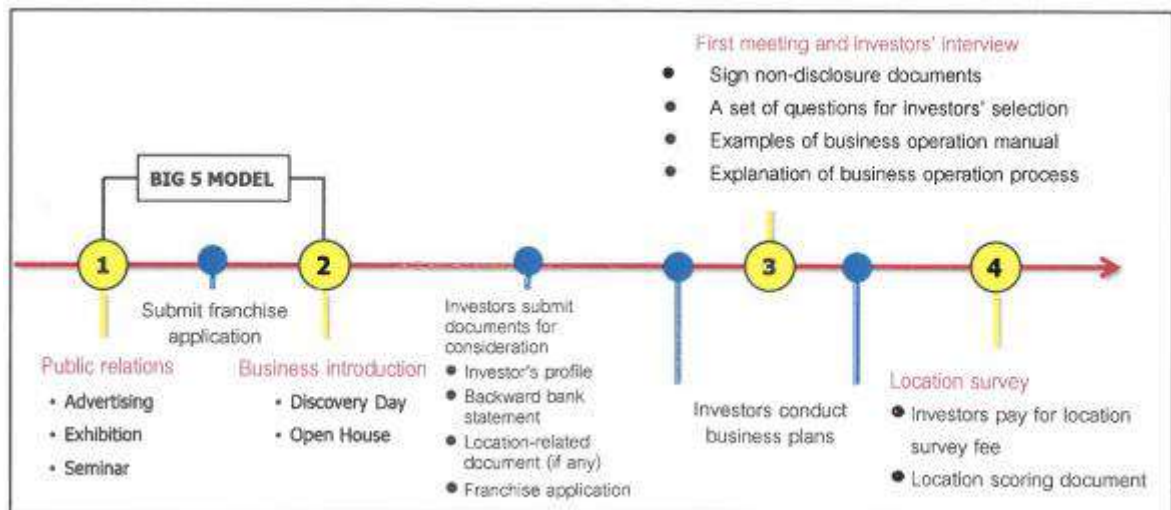 First meeting and investors' interview
● Sign non-disclosure documents
● A set of questions for investors' selection
● Examples of business operation manual
● Explanation of business operation process
BIG 5 MODEL
1
2
3
4
Submit franchise
application
Public relations
• Advertising
• Exhibition
• Seminar
Business introduction
• Discovery Day
• Open House
Investors submit
documents for
consideration
● Investor's profile
● Backward bank
statement
● Location-related
document (if any)
● Franchise application
Investors conduct
business plans
Location survey
● Investors pay for location
survey fee
● Location scoring document